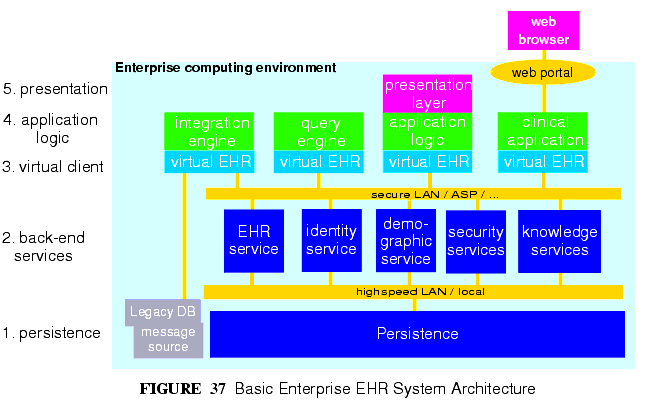 web
browser
Enterprise computing environment
web portal
5. presentation
presentation
layer
4. application
logic
integration
engine
query
engine
application
logic
clinical
application
3. virtual client
virtual EHR
virtual EHR
virtual EHR
virtual EHR
secure LAN / ASP / ...
2. back-end
services
EHR
service
identity
service
demo-
graphic
service
security
services
knowledge
services
highspeed LAN / local
1. persistence
Legacy DB
message
source
Persistence
FIGURE 37 Basic Enterprise EHR System Architecture